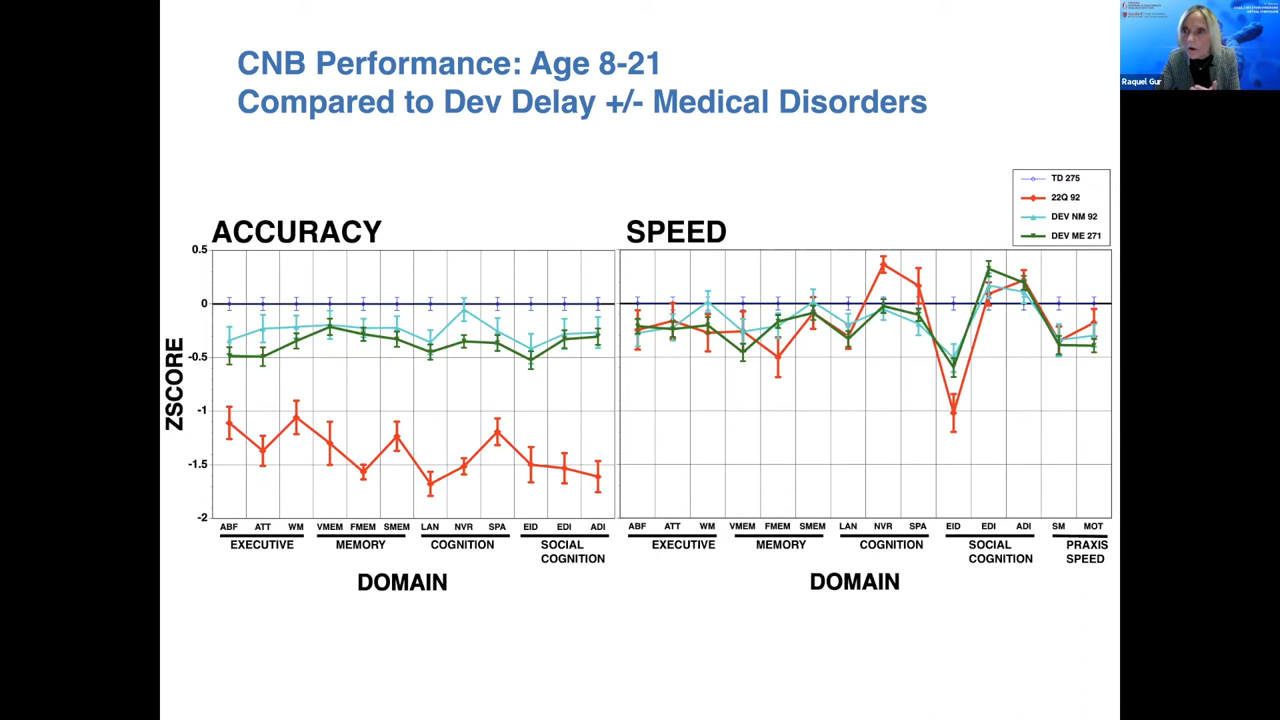 CNB Performance: Age 8-21
Compared to Dev Delay +/- Medical Disorders
Raquel Gur
TD 275
22Q 92
DEV NM 92
DEV ME 271
ACCURACY
SPEED
ZSCORE
0.5
0
-0.5
-1
-1.5
-2
ABF ATT WM VMEM FMEM SMEM LAN NVR SPA EID EDI ADI
EXECUTIVE MEMORY COGNITION SOCIAL COGNITION
DOMAIN
ABF ATT WM VMEM FMEM SMEM LAN NVR SPA EID EDI ADI SM MOT
EXECUTIVE MEMORY COGNITION SOCIAL COGNITION PRAXIS SPEED
DOMAIN